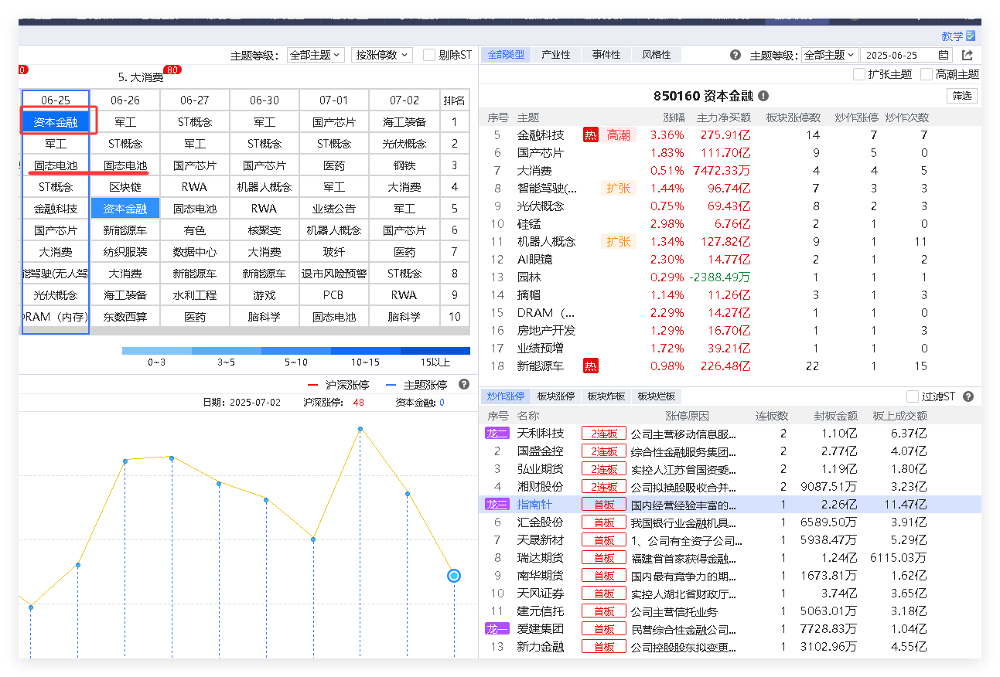 教学
主题等级： 全部主题 按涨停数 剔除ST
0
5. 大消费 80
06-25 06-26 06-27 06-30 07-01 07-02 排名
资本金融 军工 ST概念 军工 国产芯片 海工装备 1
军工 ST概念 军工 ST概念 ST概念 光伏概念 2
固态电池 固态电池 国产芯片 国产芯片 医药 钢铁 3
ST概念 区块链 RWA 机器人概念 军工 大消费 4
金融科技 资本金融 固态电池 RWA 业绩公告 军工 5
国产芯片 新能源车 有色 核聚变 机器人概念 国产芯片 6
大消费 纺织服装 数据中心 大消费 玻纤 医药 7
能驾驶(无人驾 大消费 新能源车 新能源车 退市风险预警 ST概念 8
光伏概念 海工装备 水利工程 游戏 PCB RWA 9
DRAM（内存） 东数西算 医药 脑科学 固态电池 脑科学 10
0~3 3~5 5~10 10~15 15以上
沪深涨停 主题涨停 ?
日期：2025-07-02 沪深涨停: 48 资本金融: 0
全部类型 产业性 事件性 风格性 ? 主题等级： 全部主题 2025-06-25
扩张主题 高潮主题
850160 资本金融 ! 筛选
序号 主题 涨幅 主力净买额 板块涨停数 炒作涨停 炒作次数
5 金融科技 热 高潮 3.36% 275.91亿 14 7 7
6 国产芯片 1.83% 111.70亿 9 5 0
7 大消费 0.51% 7472.33万 4 4 5
8 智能驾驶(... 扩张 1.44% 96.74亿 7 3 3
9 光伏概念 0.75% 69.43亿 8 2 3
10 硅锰 2.98% 6.76亿 2 1 0
11 机器人概念 扩张 1.34% 127.82亿 9 1 11
12 AI眼镜 2.30% 14.77亿 2 1 2
13 园林 0.29% -2388.49万 1 1 1
14 摘帽 1.14% 11.26亿 3 1 3
15 DRAM（... 2.29% 14.27亿 1 1 0
16 房地产开发 1.29% 16.70亿 1 1 3
17 业绩预增 1.72% 39.21亿 1 1 0
18 新能源车 热 0.98% 226.48亿 22 1 15
炒作涨停 板块涨停 板块炸板 板块烂板 过滤ST ?
序号 名称 涨停原因 连板数 封板金额 板上成交额
龙二 天利科技 2连板 公司主营移动信息服... 2 1.10亿 6.37亿
2 国盛金控 2连板 综合性金融服务集团... 2 2.77亿 4.07亿
3 弘业期货 2连板 实控人江苏省国资委... 2 1.19亿 1.80亿
4 湘财股份 2连板 公司拟换股吸收合并... 2 9087.51万 3.23亿
龙三 指南针 首板 国内经营经验丰富的... 1 2.26亿 11.47亿
6 汇金股份 首板 我国银行业金融机具... 1 6589.50万 3.91亿
7 天晟新材 首板 1、公司有全资子公司... 1 5938.47万 5.29亿
8 瑞达期货 首板 福建省首家获得金融... 1 1.24亿 6115.03万
9 南华期货 首板 国内最有竞争力的期... 1 1673.81万 1.62亿
10 天风证券 首板 实控人湖北省财政厅... 1 3.74亿 3.65亿
11 建元信托 首板 公司主营信托业务 1 5063.01万 3.18亿
龙一 爱建集团 首板 民营综合性金融公司... 1 7728.83万 1.04亿
13 新力金融 首板 公司控股股东拟变更... 1 3102.96万 4.55亿